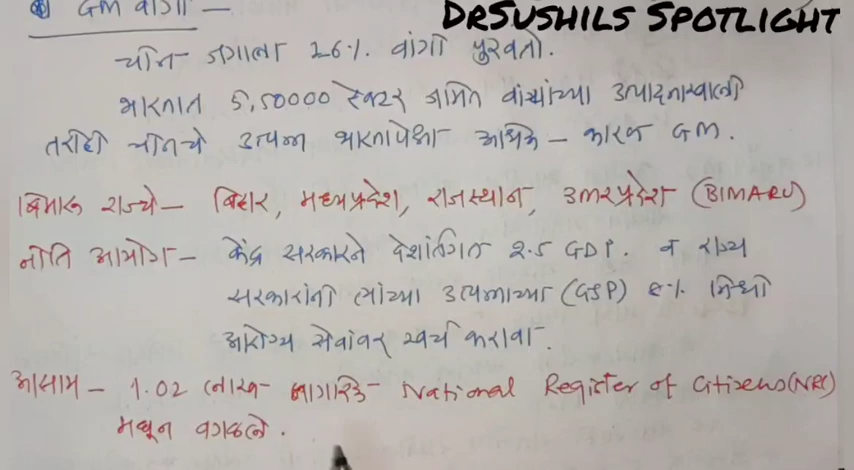 DRSUSHILS SPOTLIGHT
GM वांगी -
चीन जगाला 26% वांगी पुरवतो.
भारतात 5,50000 हेक्टर जमिन वांग्यांच्या उत्पादनाखाली
तरीही चीनचे उत्पन्न भारतापेक्षा अधिक - कारण GM.
बिमारू राज्ये - बिहार, मध्यप्रदेश, राजस्थान, उत्तरप्रदेश (BIMARU)
नीति आयोग - केंद्र सरकारने देशांतर्गत 2.5 GDP. व राज्य
सरकारांनी त्यांच्या उत्पन्नाच्या (GSP) 8% निधी
आरोग्य सेवांवर खर्च करावा.
आसाम - 1.02 लाख नागरिक National Register of Citizens (NRC)
मधून वगळले.